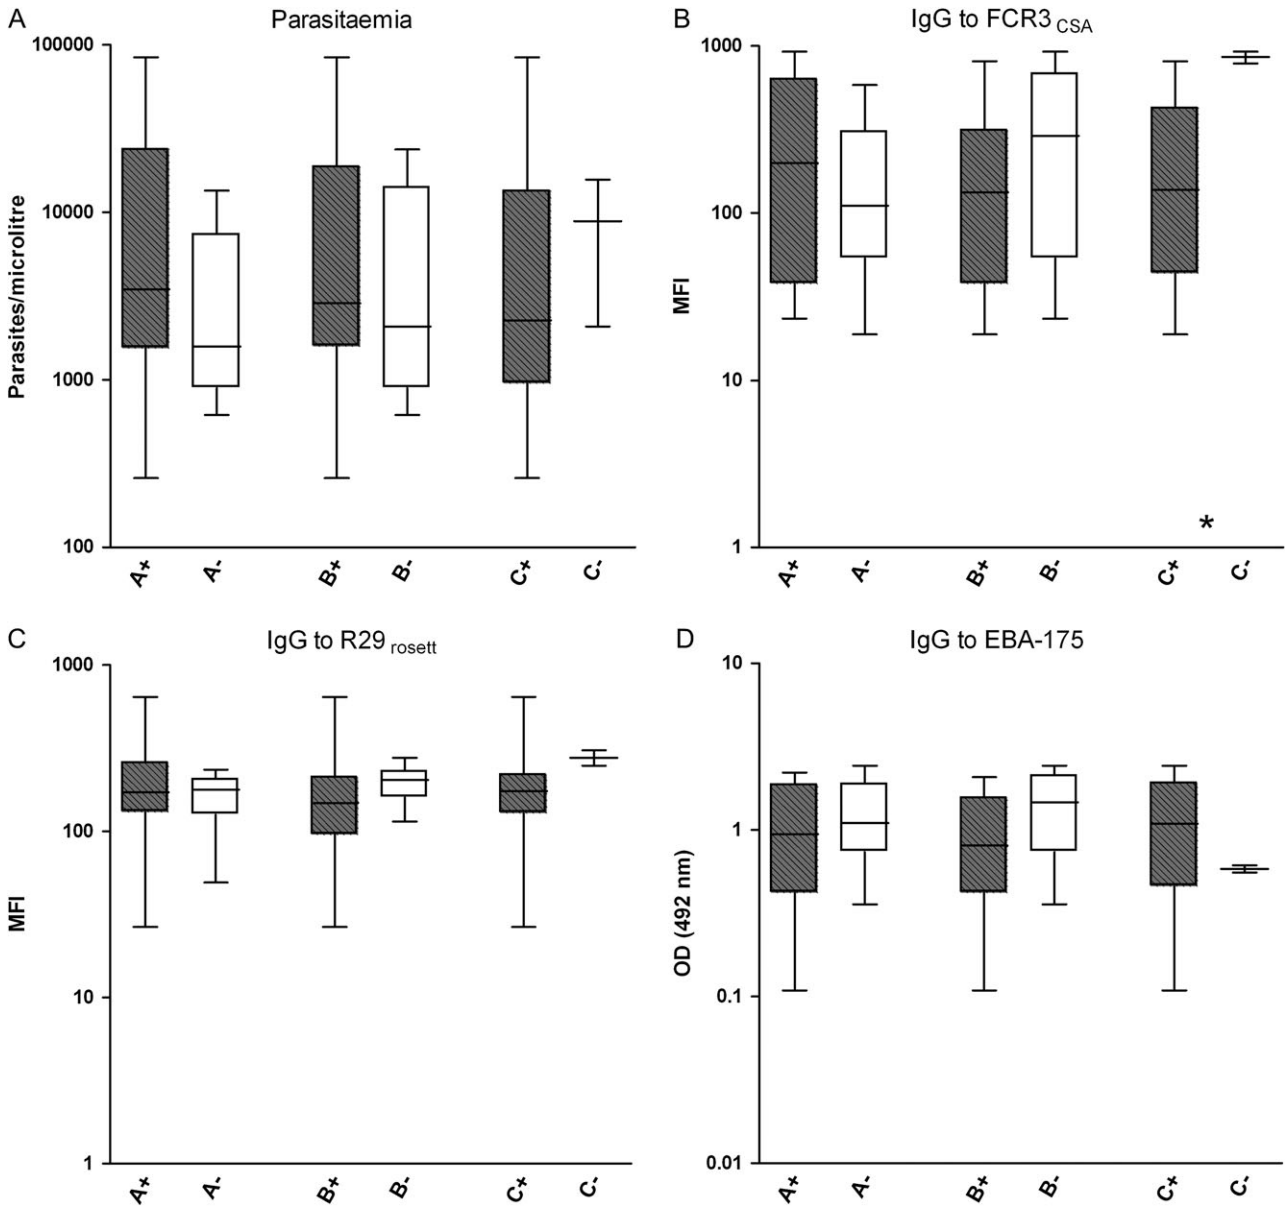 A Parasitaemia
100000
10000
1000
100
Parasites/microlitre
A+ A- B+ B- C+ C-
B IgG to FCR3 CSA
1000
100
10
1
MFI
*
A+ A- B+ B- C+ C-
C IgG to R29 rosett
1000
100
10
1
MFI
A+ A- B+ B- C+ C-
D IgG to EBA-175
10
1
0.1
0.01
OD (492 nm)
A+ A- B+ B- C+ C-